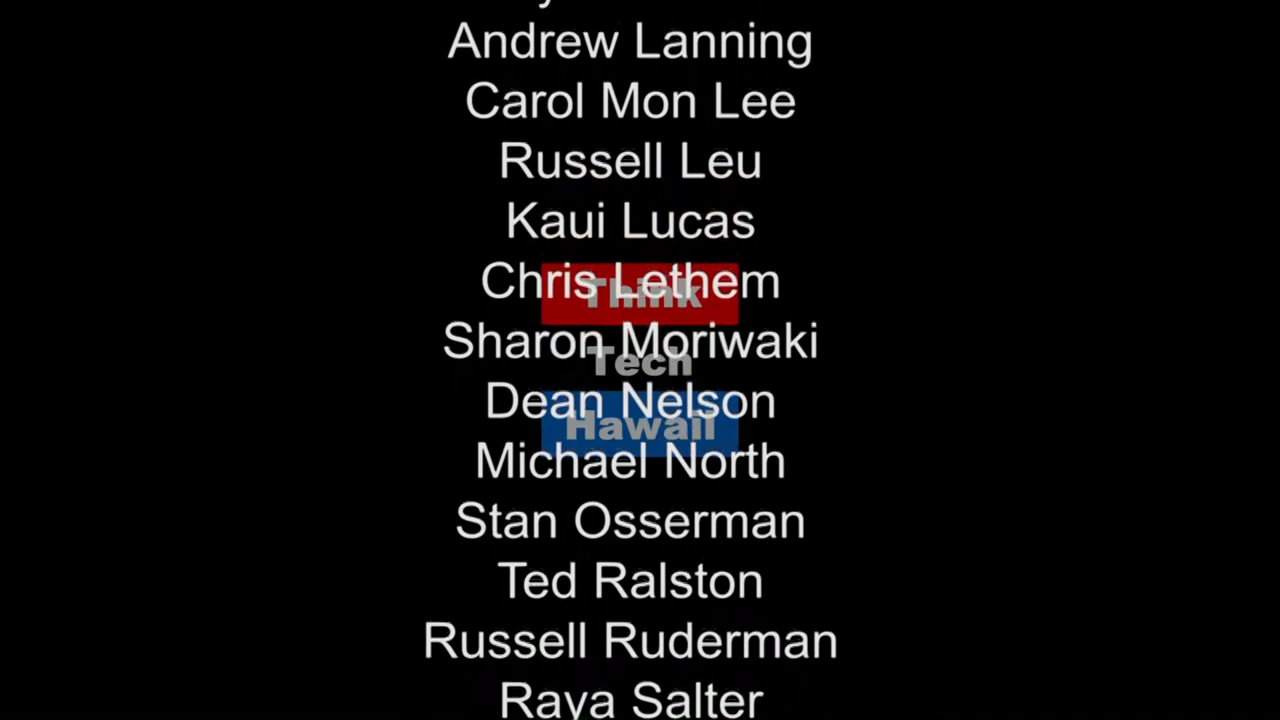 Andrew Lanning
Carol Mon Lee
Russell Leu
Kaui Lucas
Chris Lethem
Think
Sharon Moriwaki
Tech
Dean Nelson
Hawaii
Michael North
Stan Osserman
Ted Ralston
Russell Ruderman
Raya Salter